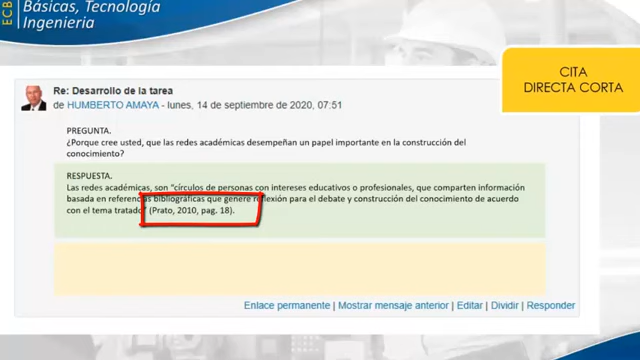 ECB
Básicas, Tecnología
Ingeniería
CITA
DIRECTA CORTA
Re: Desarrollo de la tarea
de HUMBERTO AMAYA - lunes, 14 de septiembre de 2020, 07:51
PREGUNTA.
¿Porque cree usted, que las redes académicas desempeñan un papel importante en la construcción del
conocimiento?
RESPUESTA.
Las redes académicas, son “círculos de personas con intereses educativos o profesionales, que comparten información
basada en referencias bibliográficas que genere reflexión para el debate y construcción del conocimiento de acuerdo
con el tema tratado” (Prato, 2010, pag. 18).
Enlace permanente | Mostrar mensaje anterior | Editar | Dividir | Responder